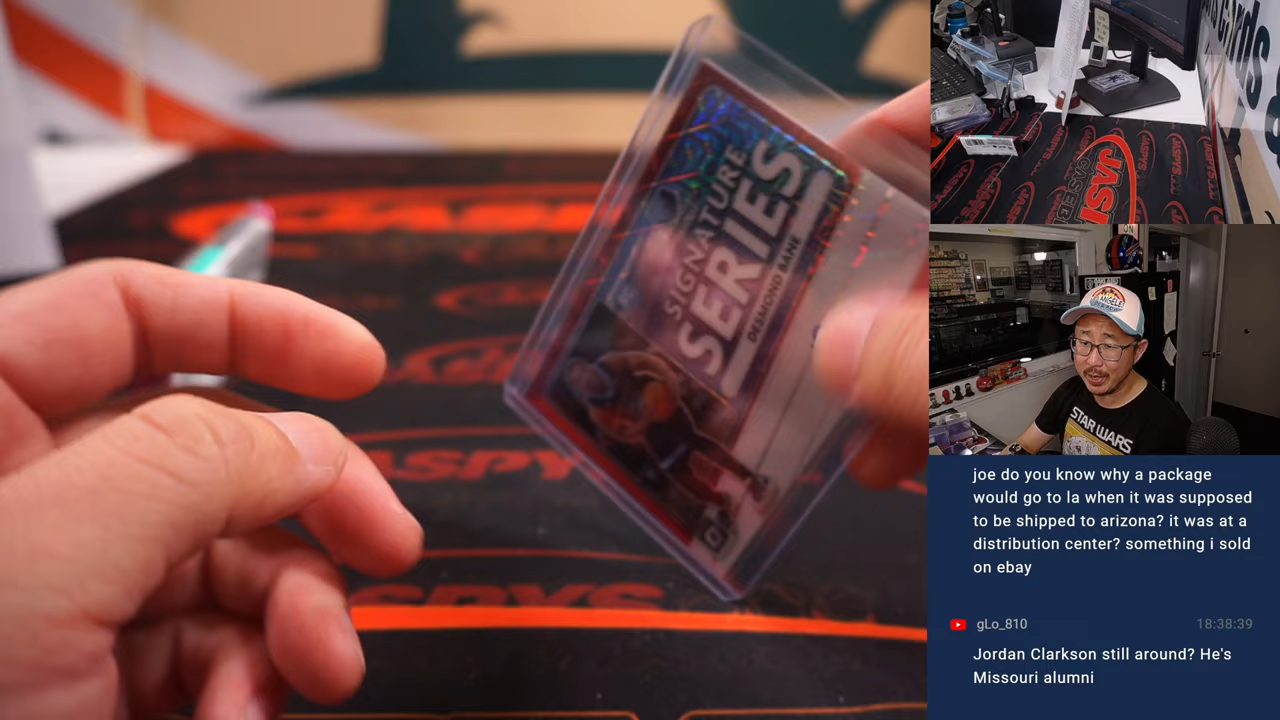 SIGNATURE
SERIES
DESMOND BANE
JASPYS
ON
STAR WARS
joe do you know why a package
would go to la when it was supposed
to be shipped to arizona? it was at a
distribution center? something i sold
on ebay
gLo_810 18:38:39
Jordan Clarkson still around? He's
Missouri alumni